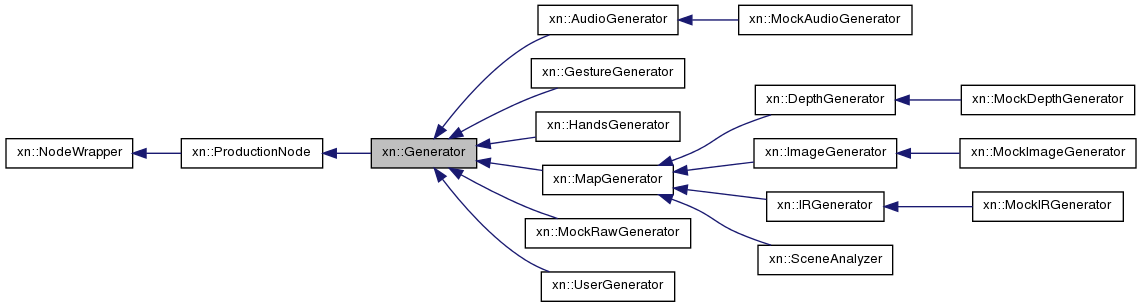 xn::AudioGenerator
xn::MockAudioGenerator
xn::GestureGenerator
xn::DepthGenerator
xn::MockDepthGenerator
xn::HandsGenerator
xn::NodeWrapper
xn::ProductionNode
xn::Generator
xn::ImageGenerator
xn::MockImageGenerator
xn::MapGenerator
xn::IRGenerator
xn::MockIRGenerator
xn::MockRawGenerator
xn::SceneAnalyzer
xn::UserGenerator